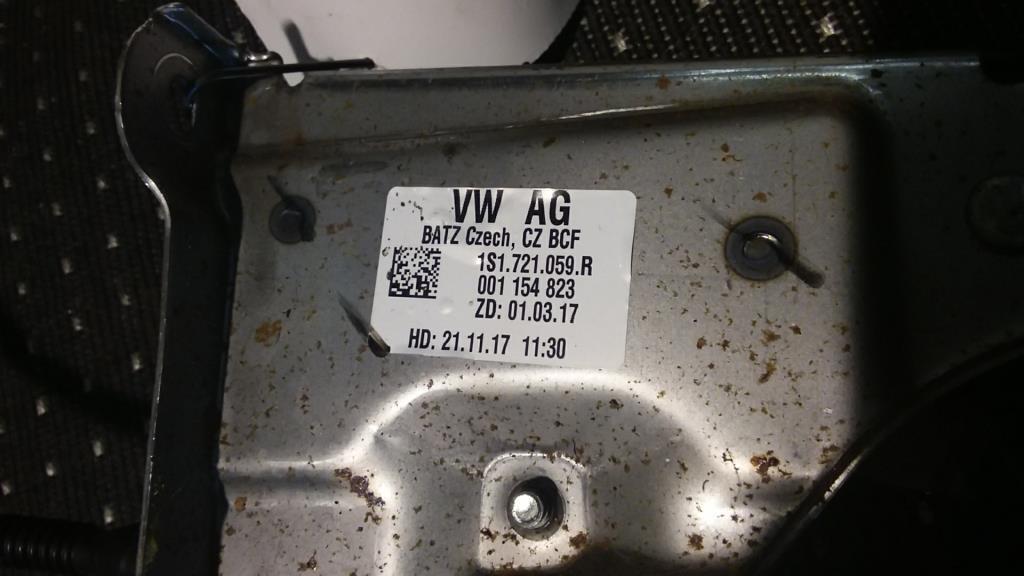 VW AG
BATZ Czech, CZ BCF
1S1.721.059.R
001 154 823
ZD: 01.03.17
HD: 21.11.17 11:30